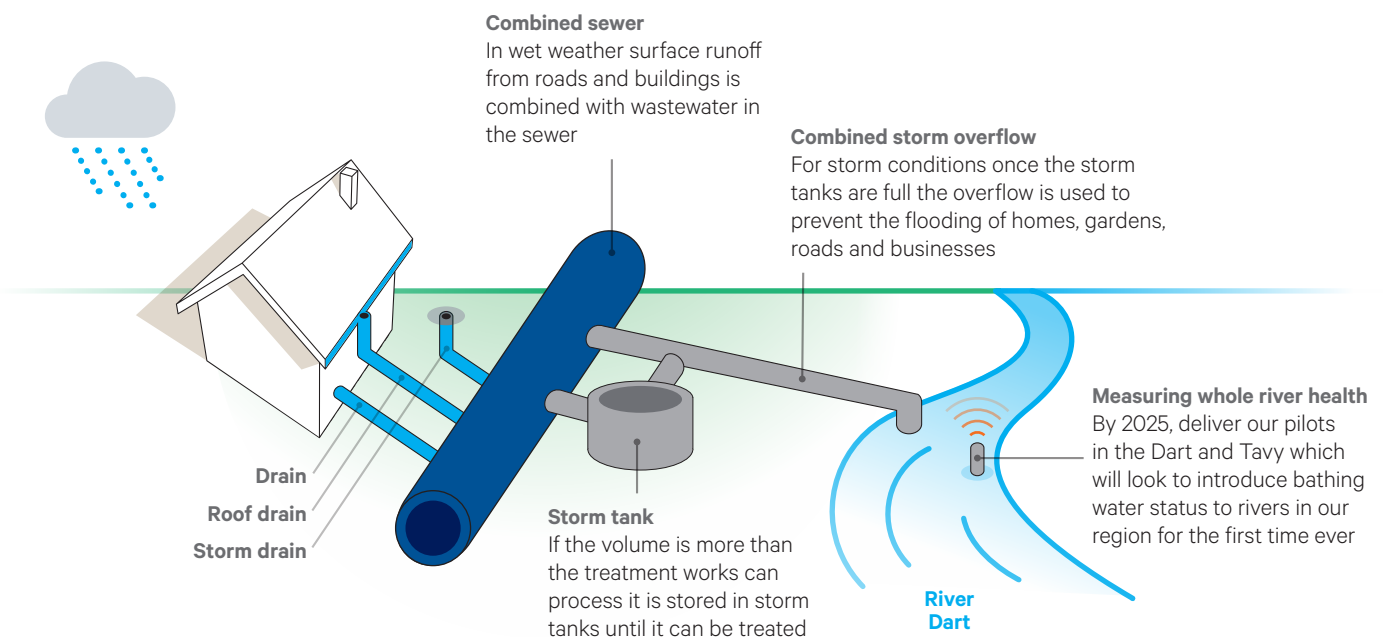 Combined sewer
In wet weather surface runoff
from roads and buildings is
combined with wastewater in
the sewer
Combined storm overflow
For storm conditions once the storm
tanks are full the overflow is used to
prevent the flooding of homes, gardens,
roads and businesses
Measuring whole river health
By 2025, deliver our pilots
in the Dart and Tavy which
will look to introduce bathing
water status to rivers in our
region for the first time ever
Drain
Roof drain
Storm drain
Storm tank
If the volume is more than
the treatment works can
process it is stored in storm
tanks until it can be treated
River
Dart